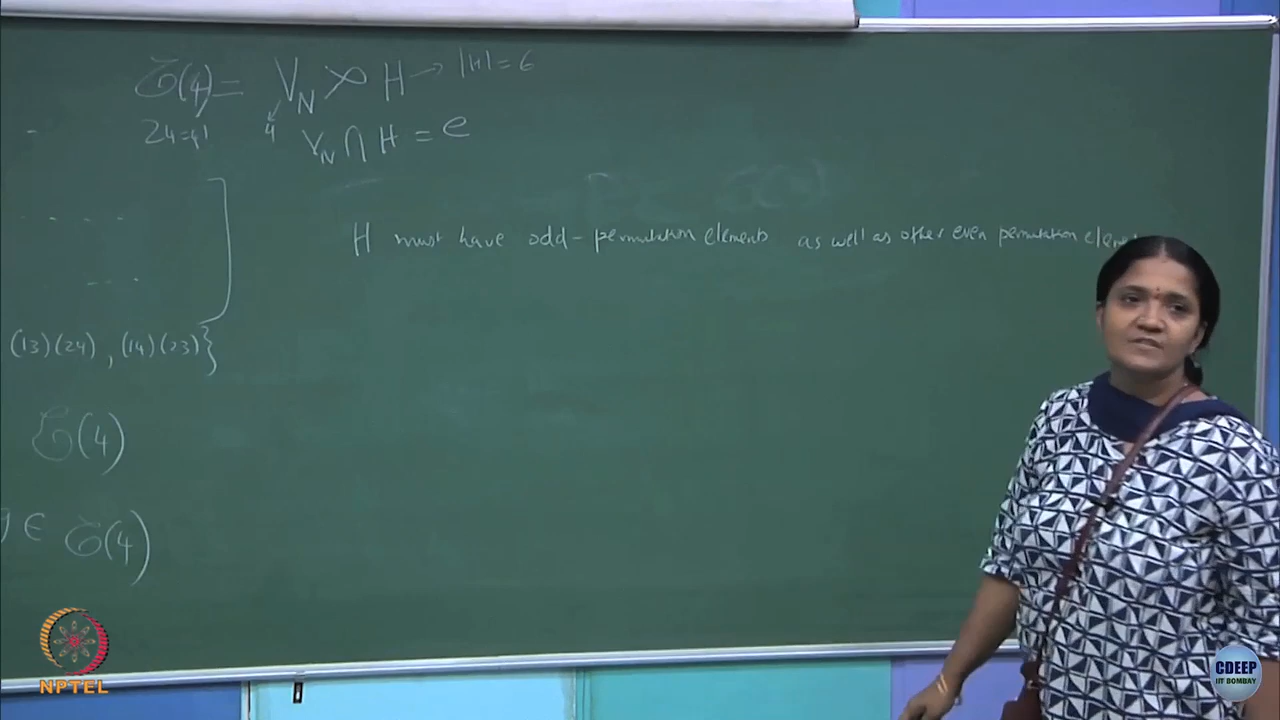 𝔖(4) = V_N ⋊ H → |H| = 6
24 = 4! 4 V_N ∩ H = e
H must have odd-permutation elements as well as other even permutation elem
(13)(24) , (14)(23)}
𝔖(4)
g ∈ 𝔖(4)
NPTEL
CDEEP
IIT BOMBAY